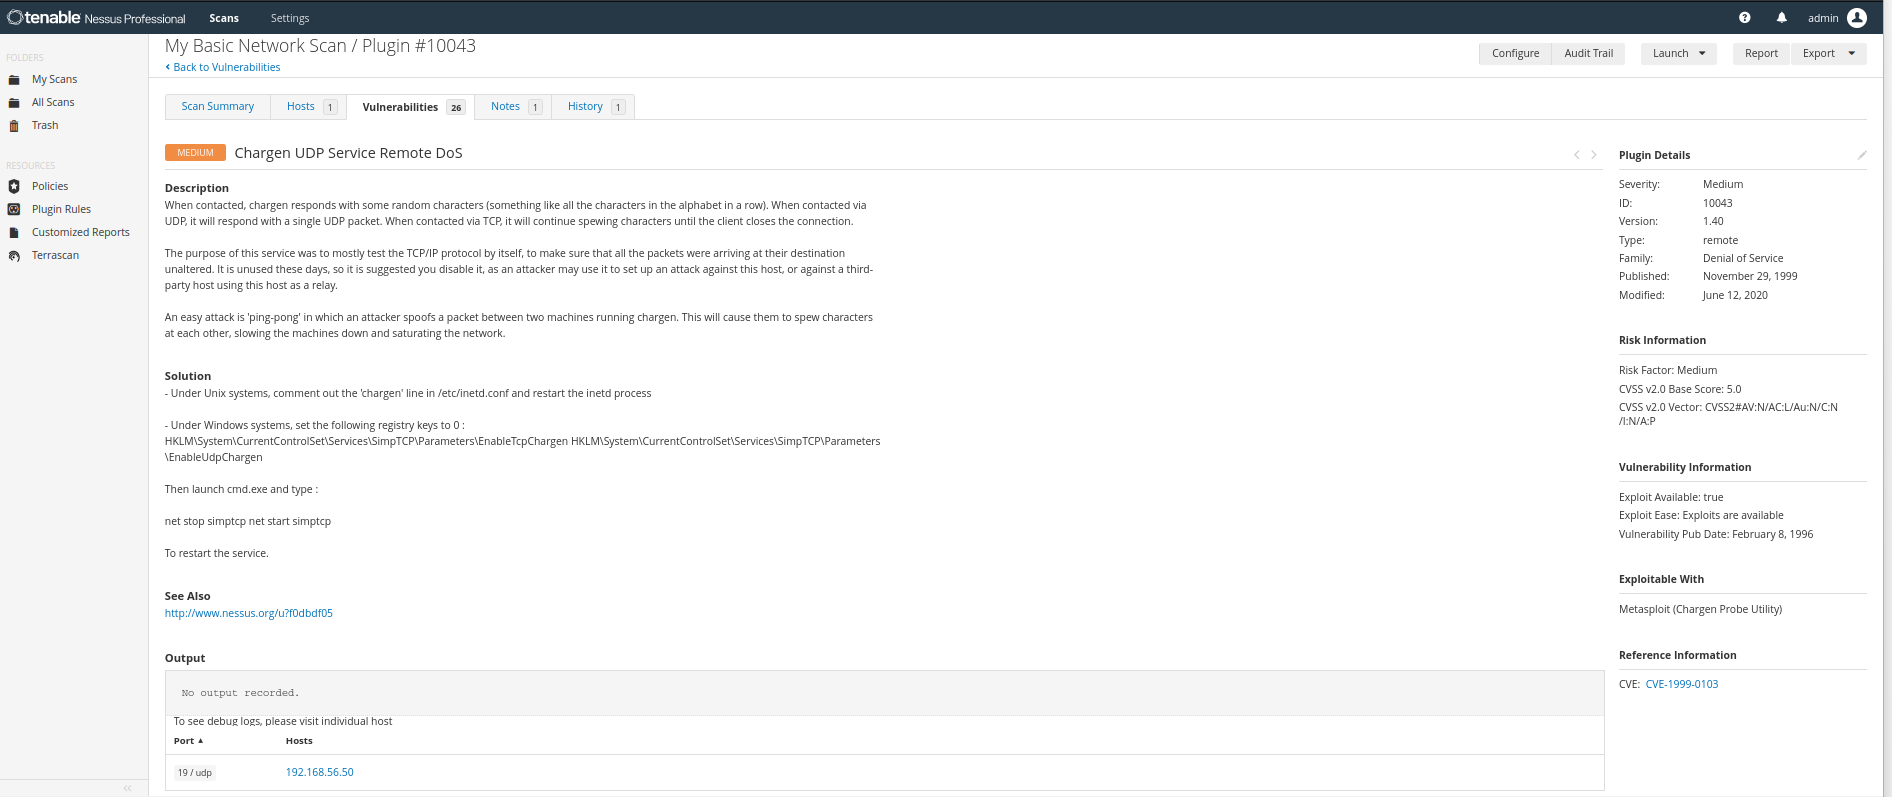 tenable Nessus Professional
Scans
Settings
admin
FOLDERS
My Scans
All Scans
Trash
RESOURCES
Policies
Plugin Rules
Customized Reports
Terrascan
My Basic Network Scan / Plugin #10043
‹ Back to Vulnerabilities
Configure
Audit Trail
Launch
Report
Export
Scan Summary
Hosts 1
Vulnerabilities 26
Notes 1
History 1
MEDIUM Chargen UDP Service Remote DoS
Description
When contacted, chargen responds with some random characters (something like all the characters in the alphabet in a row). When contacted via
UDP, it will respond with a single UDP packet. When contacted via TCP, it will continue spewing characters until the client closes the connection.
The purpose of this service was to mostly test the TCP/IP protocol by itself, to make sure that all the packets were arriving at their destination
unaltered. It is unused these days, so it is suggested you disable it, as an attacker may use it to set up an attack against this host, or against a third-
party host using this host as a relay.
An easy attack is 'ping-pong' in which an attacker spoofs a packet between two machines running chargen. This will cause them to spew characters
at each other, slowing the machines down and saturating the network.
Solution
- Under Unix systems, comment out the 'chargen' line in /etc/inetd.conf and restart the inetd process
- Under Windows systems, set the following registry keys to 0 :
HKLM\System\CurrentControlSet\Services\SimpTCP\Parameters\EnableTcpChargen HKLM\System\CurrentControlSet\Services\SimpTCP\Parameters
\EnableUdpChargen
Then launch cmd.exe and type :
net stop simptcp net start simptcp
To restart the service.
See Also
http://www.nessus.org/u?f0dbdf05
Output
No output recorded.
To see debug logs, please visit individual host
Port ▲ Hosts
19 / udp 192.168.56.50
Plugin Details
Severity: Medium
ID: 10043
Version: 1.40
Type: remote
Family: Denial of Service
Published: November 29, 1999
Modified: June 12, 2020
Risk Information
Risk Factor: Medium
CVSS v2.0 Base Score: 5.0
CVSS v2.0 Vector: CVSS2#AV:N/AC:L/Au:N/C:N
/I:N/A:P
Vulnerability Information
Exploit Available: true
Exploit Ease: Exploits are available
Vulnerability Pub Date: February 8, 1996
Exploitable With
Metasploit (Chargen Probe Utility)
Reference Information
CVE: CVE-1999-0103